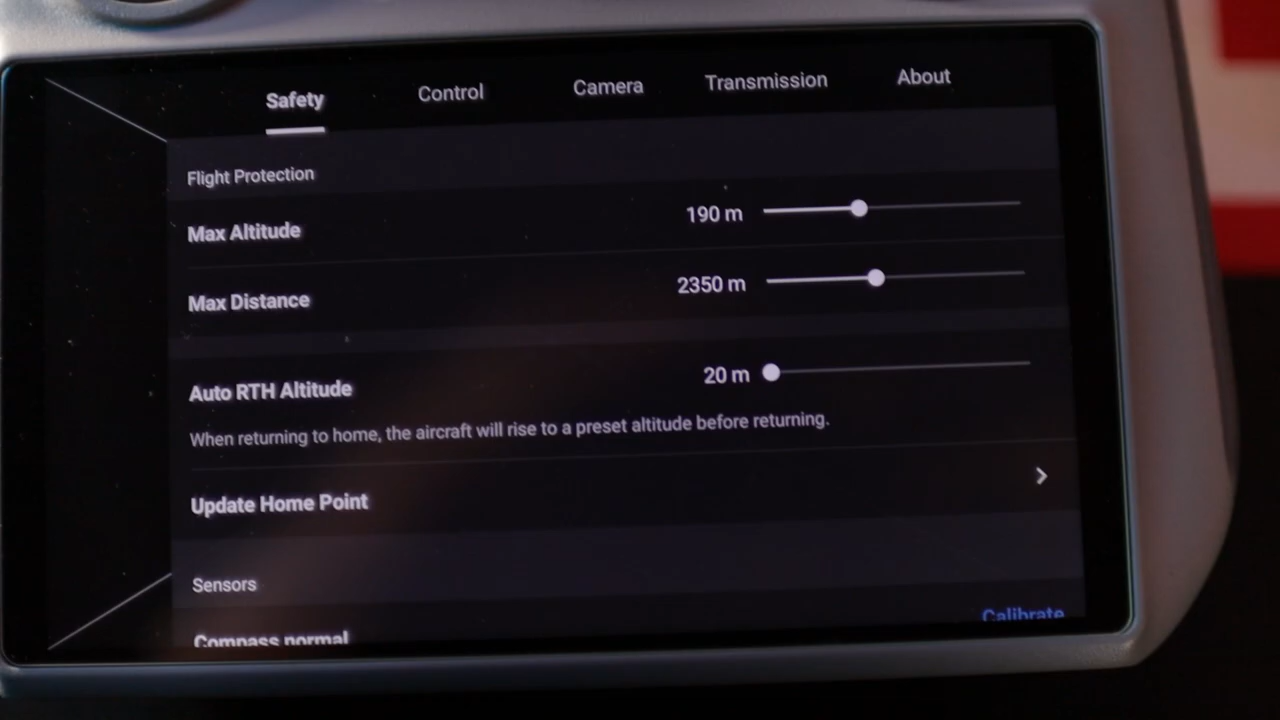 Safety Control Camera Transmission About
Flight Protection
Max Altitude 190 m
Max Distance 2350 m
Auto RTH Altitude 20 m
When returning to home, the aircraft will rise to a preset altitude before returning.
Update Home Point
Sensors
Compass normal Calibrate